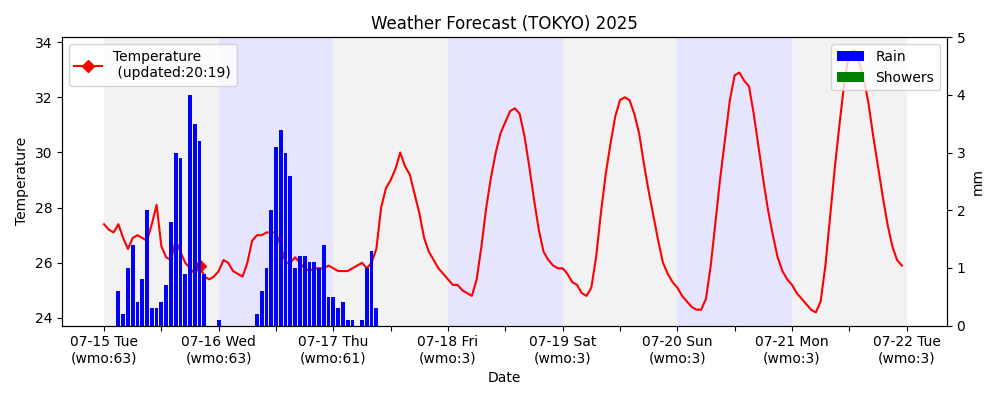 Weather Forecast (TOKYO) 2025
34
32
30
28
26
24
Temperature
Temperature
(updated:20:19)
Rain
Showers
5
4
3
2
1
0
mm
07-15 Tue
(wmo:63)
07-16 Wed
(wmo:63)
07-17 Thu
(wmo:61)
07-18 Fri
(wmo:3)
07-19 Sat
(wmo:3)
07-20 Sun
(wmo:3)
07-21 Mon
(wmo:3)
07-22 Tue
(wmo:3)
Date